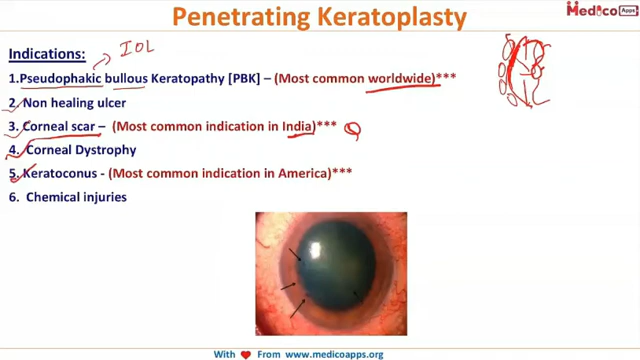 Penetrating Keratoplasty
Medico Apps
Indications:
IOL
1.Pseudophakic bullous Keratopathy [PBK] – (Most common worldwide)***
2. Non healing ulcer
3. Corneal scar - (Most common indication in India)***
4. Corneal Dystrophy
5. Keratoconus - (Most common indication in America)***
6. Chemical injuries
With ❤ From www.medicoapps.org